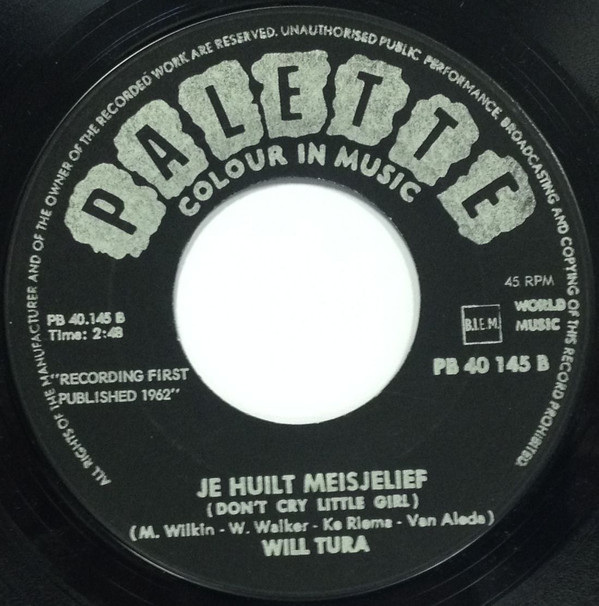 ALL RIGHTS OF THE MANUFACTURER AND OF THE OWNER OF THE RECORDED WORK ARE RESERVED. UNAUTHORISED PUBLIC PERFORMANCE, BROADCASTING AND COPYING OF THIS RECORD PROHIBITED.
PALETTE
COLOUR IN MUSIC
45 RPM
PB 40.145 B
Time: 2:48
B.I.E.M.
WORLD
MUSIC
PB 40 145 B
"RECORDING FIRST
PUBLISHED 1962"
JE HUILT MEISJELIEF
(DON'T CRY LITTLE GIRL)
(M. Wilkin - W. Walker - Ke Riema - Van Aleda)
WILL TURA